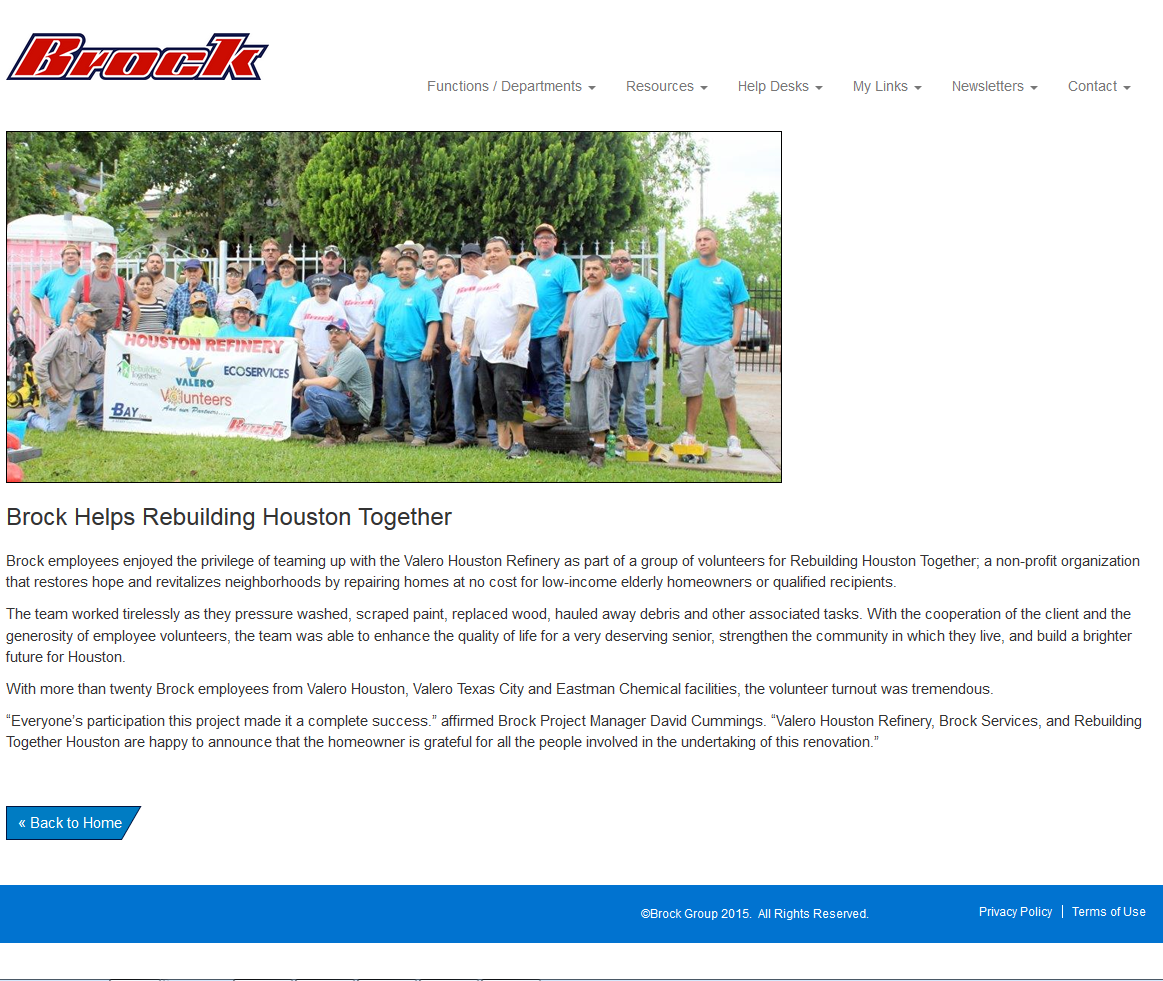 Brock
Functions / Departments
Resources
Help Desks
My Links
Newsletters
Contact
Brock
Brock
Brock
HOUSTON REFINERY
Rebuilding
Together
Houston
VALERO
ECOSERVICES
Volunteers
And our Partners.....
BAY
Brock
Brock Helps Rebuilding Houston Together
Brock employees enjoyed the privilege of teaming up with the Valero Houston Refinery as part of a group of volunteers for Rebuilding Houston Together; a non-profit organization
that restores hope and revitalizes neighborhoods by repairing homes at no cost for low-income elderly homeowners or qualified recipients.
The team worked tirelessly as they pressure washed, scraped paint, replaced wood, hauled away debris and other associated tasks. With the cooperation of the client and the
generosity of employee volunteers, the team was able to enhance the quality of life for a very deserving senior, strengthen the community in which they live, and build a brighter
future for Houston.
With more than twenty Brock employees from Valero Houston, Valero Texas City and Eastman Chemical facilities, the volunteer turnout was tremendous.
“Everyone’s participation this project made it a complete success.” affirmed Brock Project Manager David Cummings. “Valero Houston Refinery, Brock Services, and Rebuilding
Together Houston are happy to announce that the homeowner is grateful for all the people involved in the undertaking of this renovation.”
« Back to Home
©Brock Group 2015. All Rights Reserved.
Privacy Policy | Terms of Use